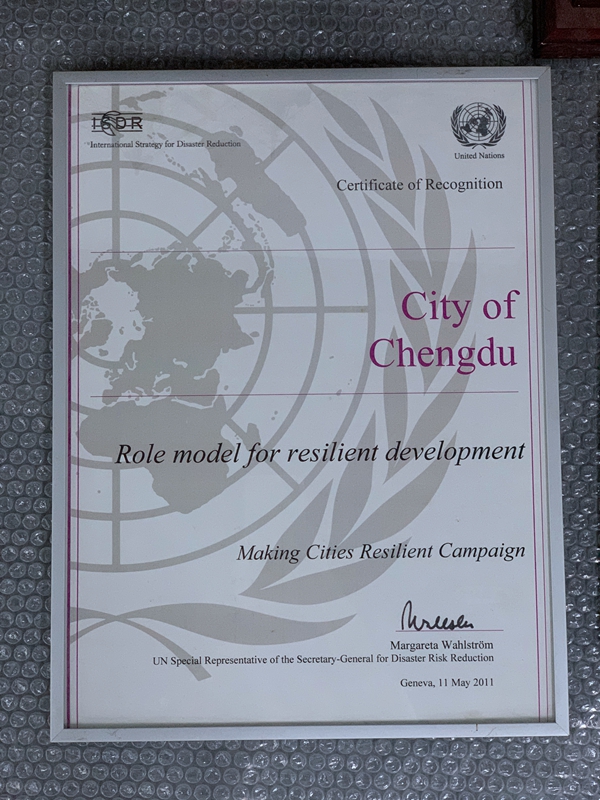 ISDR
International Strategy for Disaster Reduction
United Nations
Certificate of Recognition
City of
Chengdu
Role model for resilient development
Making Cities Resilient Campaign
Margareta Wahlström
UN Special Representative of the Secretary-General for Disaster Risk Reduction
Geneva, 11 May 2011